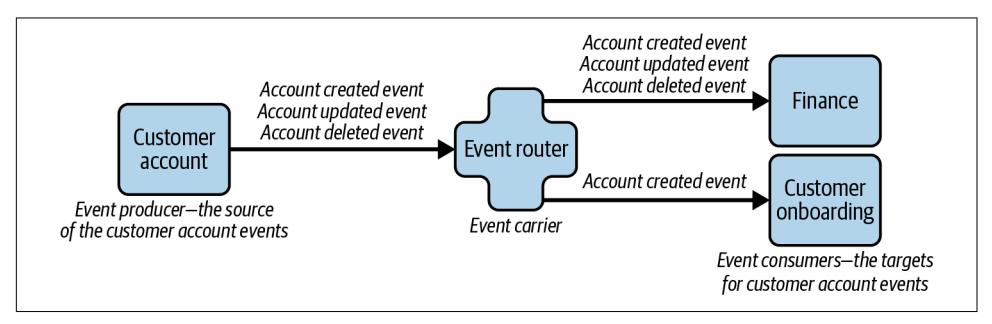 Customer
account
Event producer—the source
of the customer account events
Account created event
Account updated event
Account deleted event
Event router
Event carrier
Account created event
Account updated event
Account deleted event
Finance
Account created event
Customer
onboarding
Event consumers—the targets
for customer account events